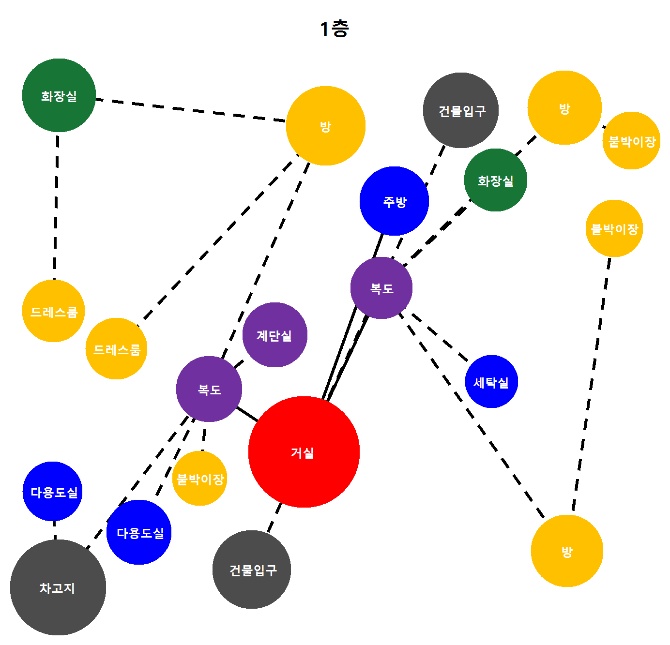 1층
화장실
방
건물입구
방
붙박이장
화장실
주방
붙박이장
복도
드레스룸
드레스룸
계단실
복도
세탁실
거실
붙박이장
다용도실
다용도실
방
건물입구
차고지